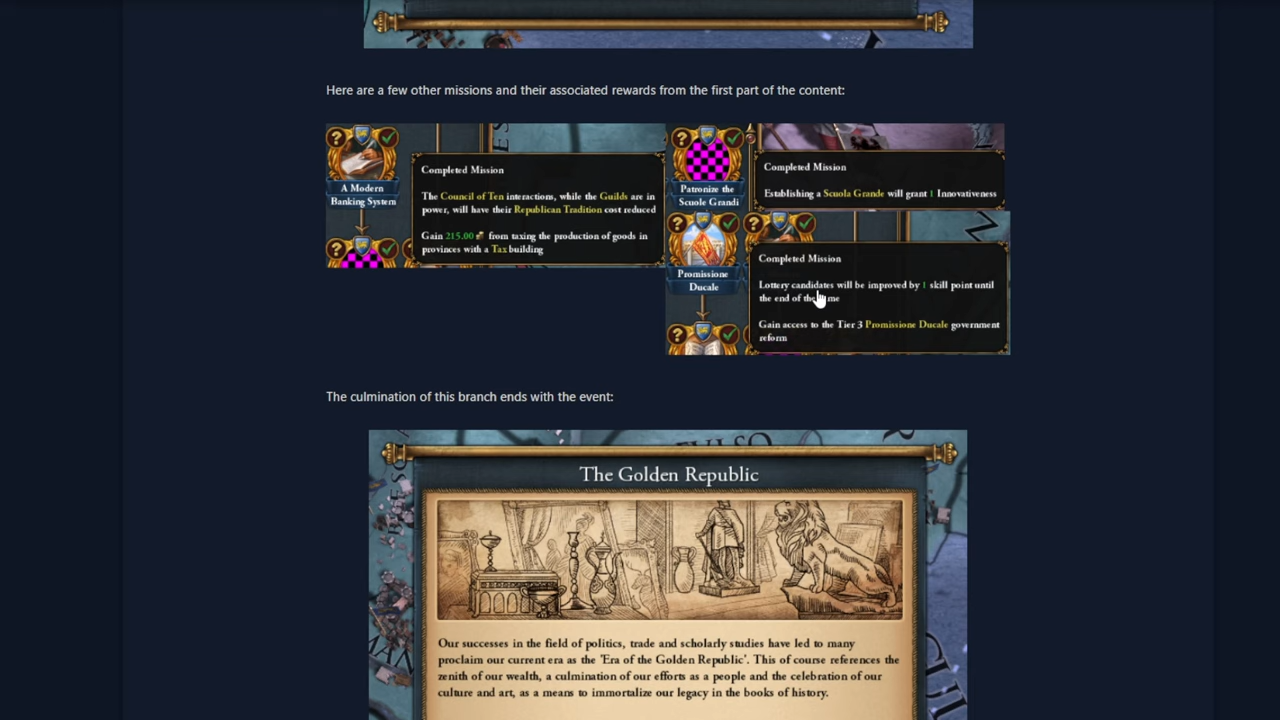 Here are a few other missions and their associated rewards from the first part of the content:
A Modern
Banking System
Completed Mission
The Council of Ten interactions, while the Guilds are in
power, will have their Republican Tradition cost reduced
Gain 215.00 from taxing the production of goods in
provinces with a Tax building
Patronize the
Scuole Grandi
Completed Mission
Establishing a Scuola Grande will grant 1 Innovativeness
Promissione
Ducale
Completed Mission
Lottery candidates will be improved by 1 skill point until
the end of the
Gain access to the Tier 3 Promissione Ducale government
reform
The culmination of this branch ends with the event:
The Golden Republic
Our successes in the field of politics, trade and scholarly studies have led to many
proclaim our current era as the 'Era of the Golden Republic'. This of course references the
zenith of our wealth, a culmination of our efforts as a people and the celebration of our
culture and art, as a means to immortalize our legacy in the books of history.